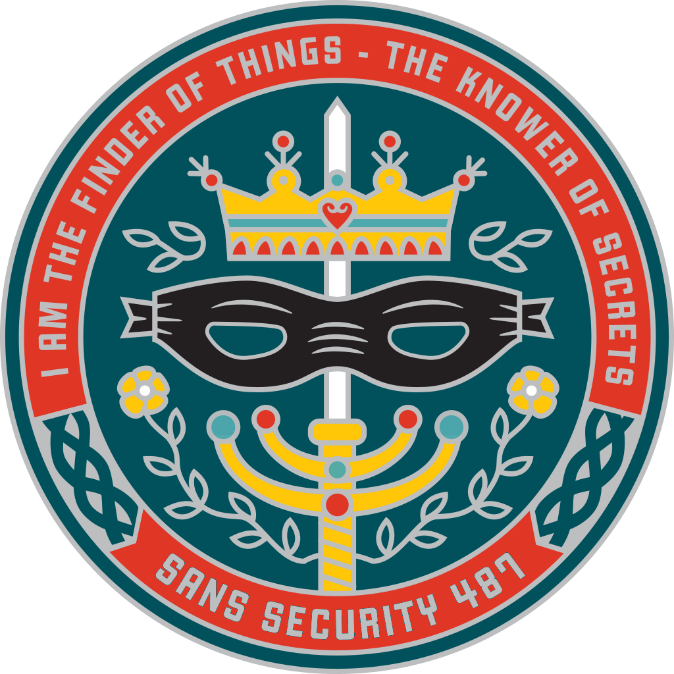 I AM THE FINDER OF THINGS - THE KNOWER OF SECRETS
SANS SECURITY 487